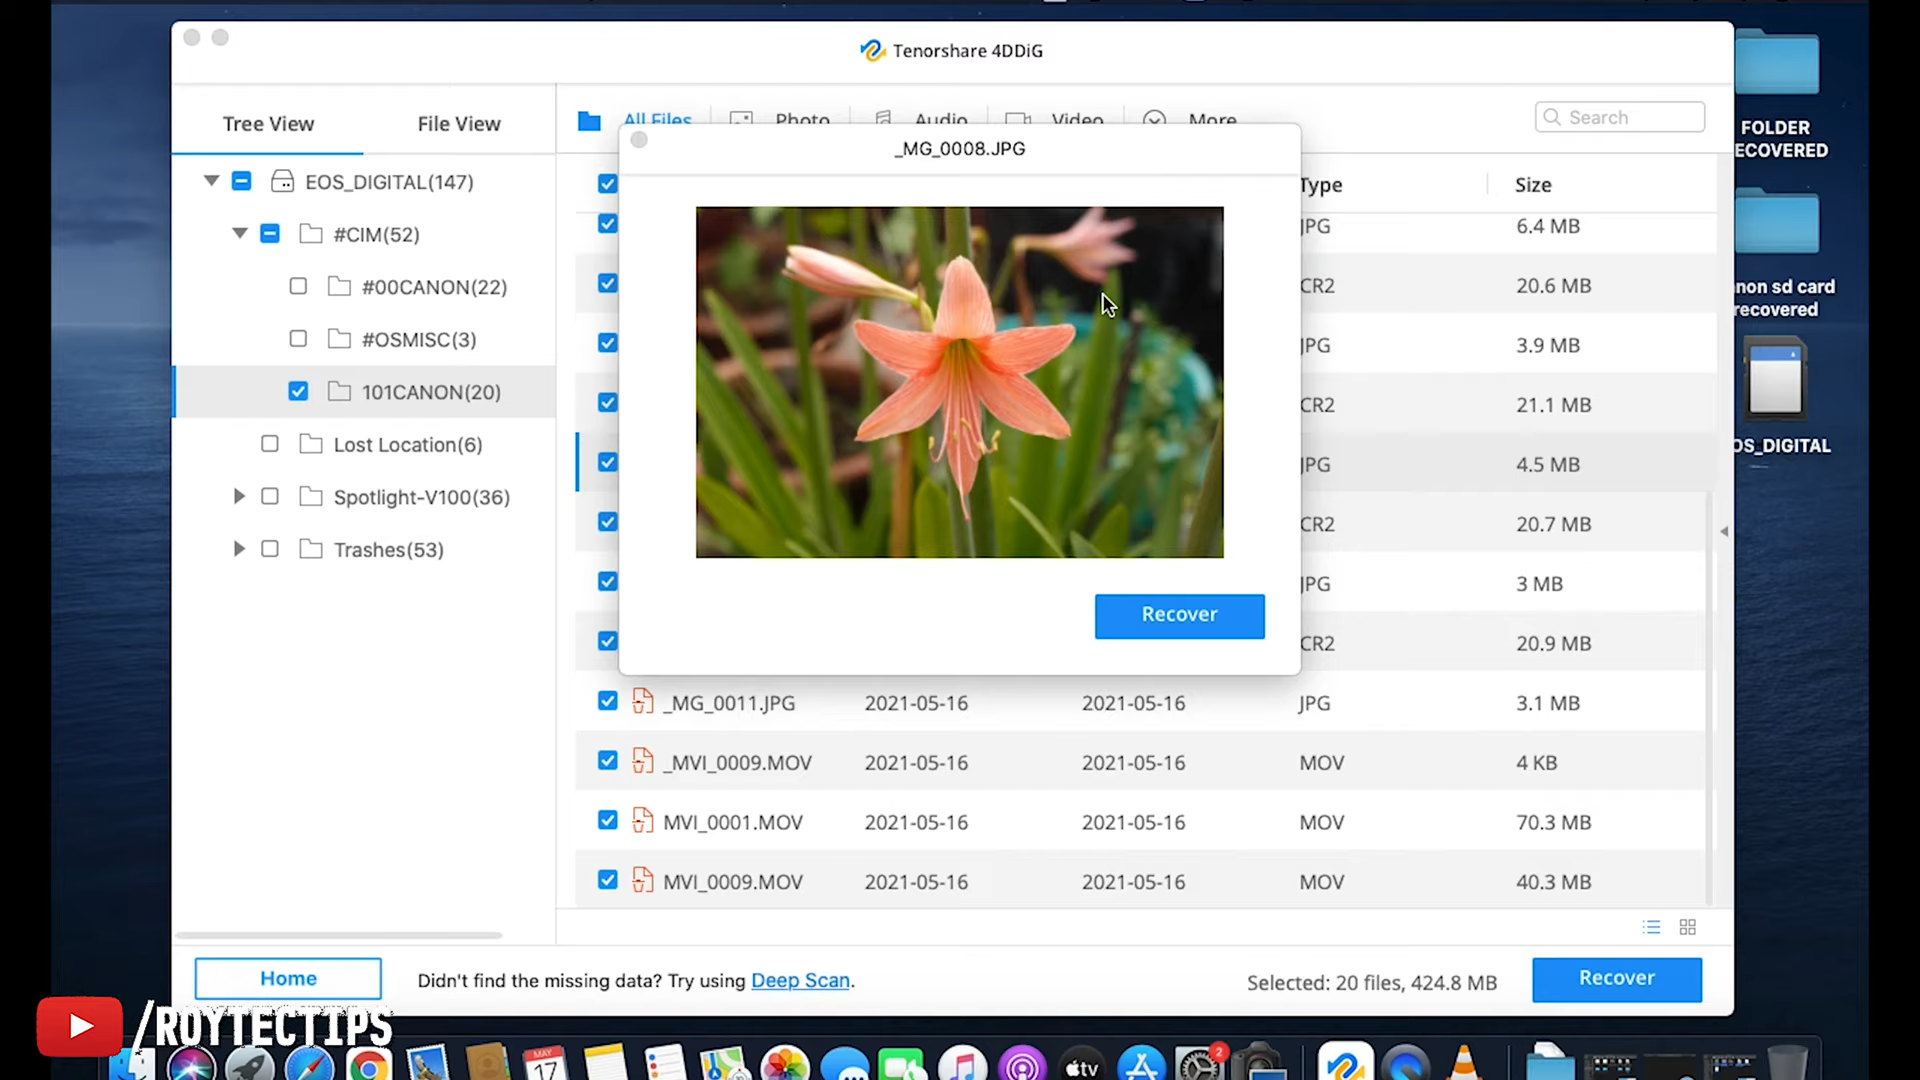 Tenorshare 4DDiG
Tree View
File View
All Files
Photo
Audio
Video
More
Search
EOS_DIGITAL(147)
#CIM(52)
#00CANON(22)
#OSMISC(3)
101CANON(20)
Lost Location(6)
Spotlight-V100(36)
Trashes(53)
_MG_0008.JPG
Recover
Type
Size
JPG
6.4 MB
CR2
20.6 MB
JPG
3.9 MB
CR2
21.1 MB
JPG
4.5 MB
CR2
20.7 MB
JPG
3 MB
CR2
20.9 MB
_MG_0011.JPG 2021-05-16 2021-05-16 JPG 3.1 MB
_MVI_0009.MOV 2021-05-16 2021-05-16 MOV 4 KB
MVI_0001.MOV 2021-05-16 2021-05-16 MOV 70.3 MB
MVI_0009.MOV 2021-05-16 2021-05-16 MOV 40.3 MB
Home
Didn't find the missing data? Try using Deep Scan.
Selected: 20 files, 424.8 MB
Recover
FOLDER
ECOVERED
non sd card
recovered
OS_DIGITAL
/ROYTECTIPS
MAY
17
tv
2